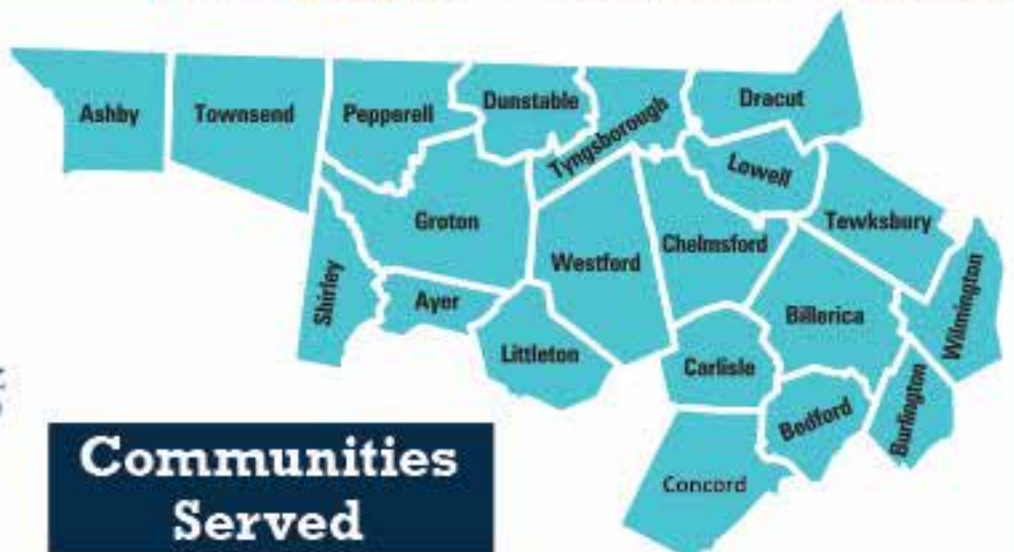 Ashby
Townsend
Pepperell
Dunstable
Tyngsborough
Dracut
Lowell
Groton
Westford
Chelmsford
Tewksbury
Shirley
Ayer
Littleton
Carlisle
Billerica
Wilmington
Bedford
Burlington
Concord
Communities
Served